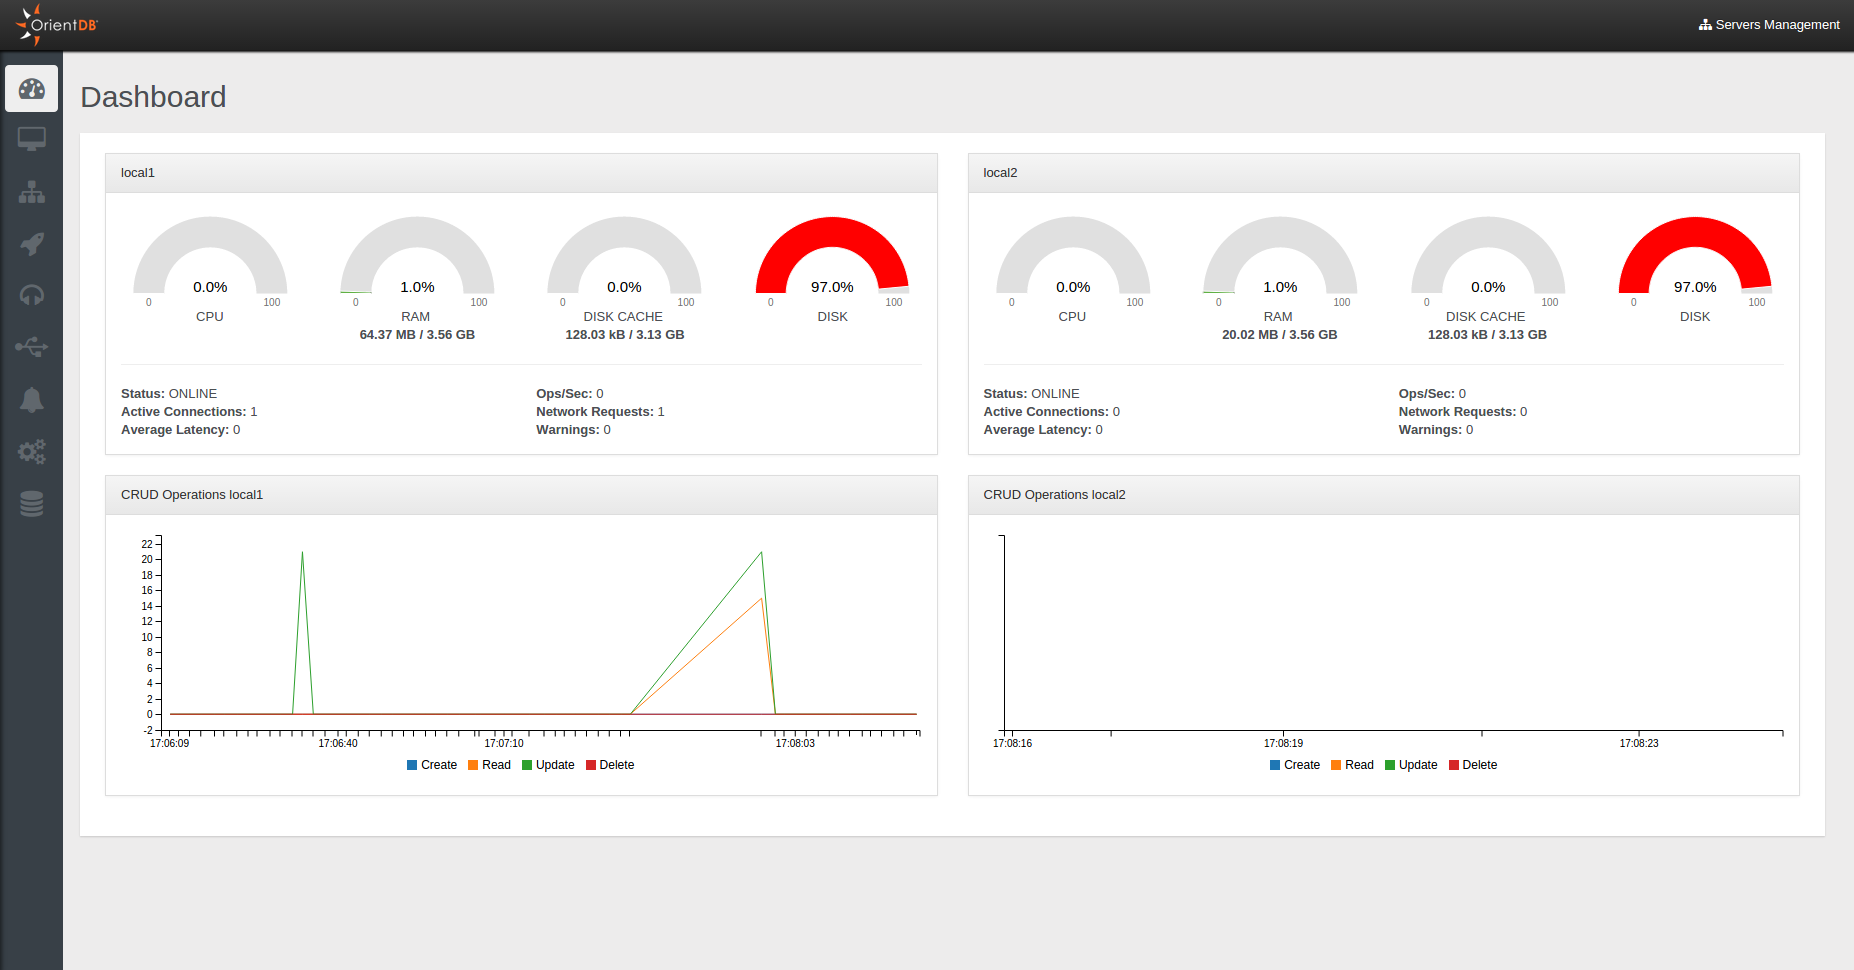 OrientDB
Servers Management
Dashboard
local1
0.0%
0 100
CPU
1.0%
0 100
RAM
64.37 MB / 3.56 GB
0.0%
0 100
DISK CACHE
128.03 kB / 3.13 GB
97.0%
0 100
DISK
Status: ONLINE
Active Connections: 1
Average Latency: 0
Ops/Sec: 0
Network Requests: 1
Warnings: 0
local2
0.0%
0 100
CPU
1.0%
0 100
RAM
20.02 MB / 3.56 GB
0.0%
0 100
DISK CACHE
128.03 kB / 3.13 GB
97.0%
0 100
DISK
Status: ONLINE
Active Connections: 0
Average Latency: 0
Ops/Sec: 0
Network Requests: 0
Warnings: 0
CRUD Operations local1
22
20
18
16
14
12
10
8
6
4
2
0
-2
17:06:09 17:06:40 17:07:10 17:08:03
Create Read Update Delete
CRUD Operations local2
17:08:16 17:08:19 17:08:23
Create Read Update Delete